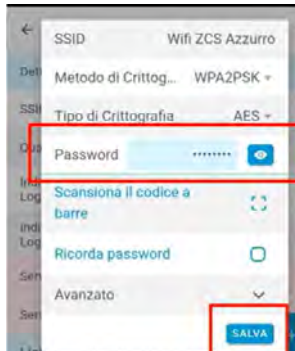 SSID Wifi ZCS Azzurro
Metodo di Crittog... WPA2PSK
Tipo di Crittografia AES
Password ········
Scansiona il codice a
barre
Ricorda password
Avanzato
SALVA